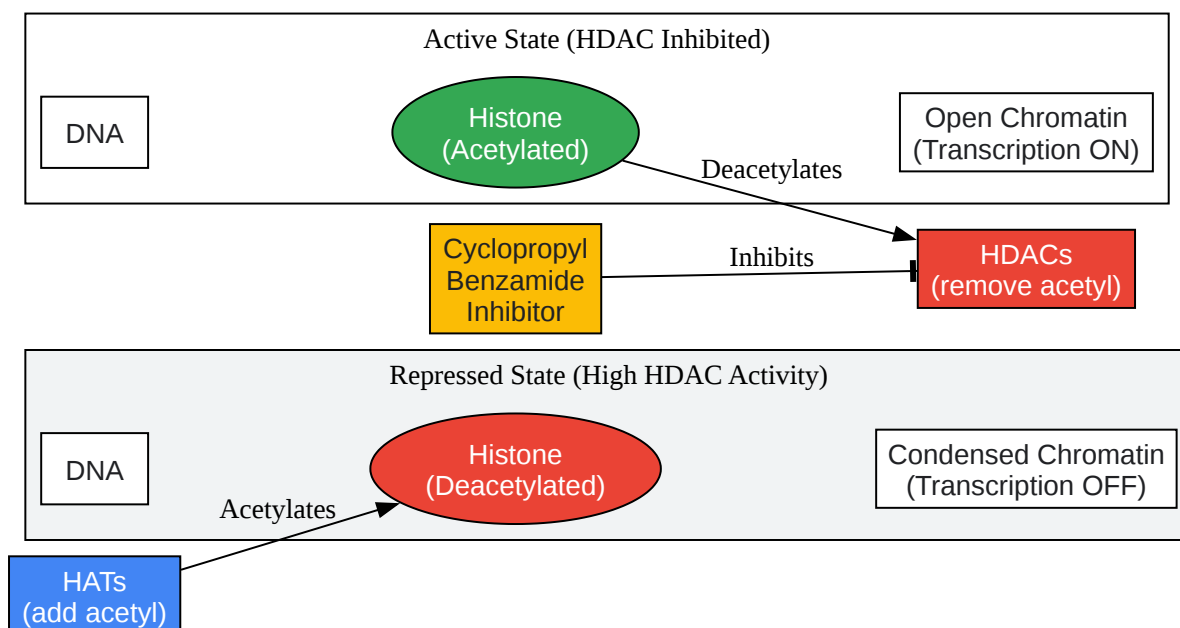 Active State (HDAC Inhibited)
DNA
Histone
(Acetylated)
Open Chromatin
(Transcription ON)
Deacetylates
Cyclopropyl
Benzamide
Inhibitor
Inhibits
HDACs
(remove acetyl)
Repressed State (High HDAC Activity)
DNA
Histone
(Deacetylated)
Condensed Chromatin
(Transcription OFF)
Acetylates
HATs
(add acetyl)